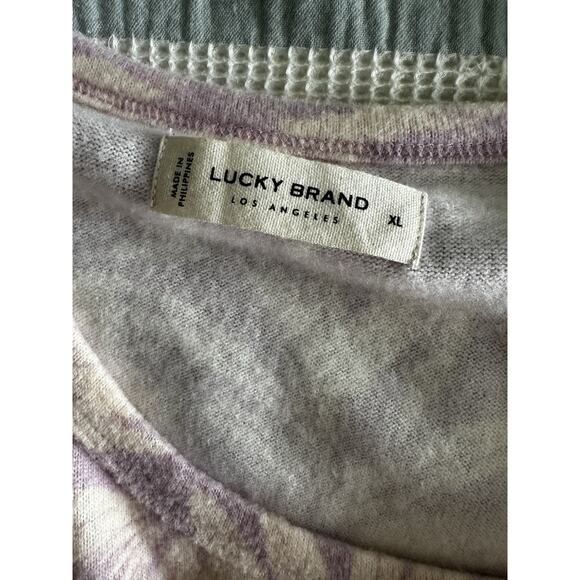 MADE IN
PHILIPPINES
LUCKY BRAND
LOS ANGELES
XL